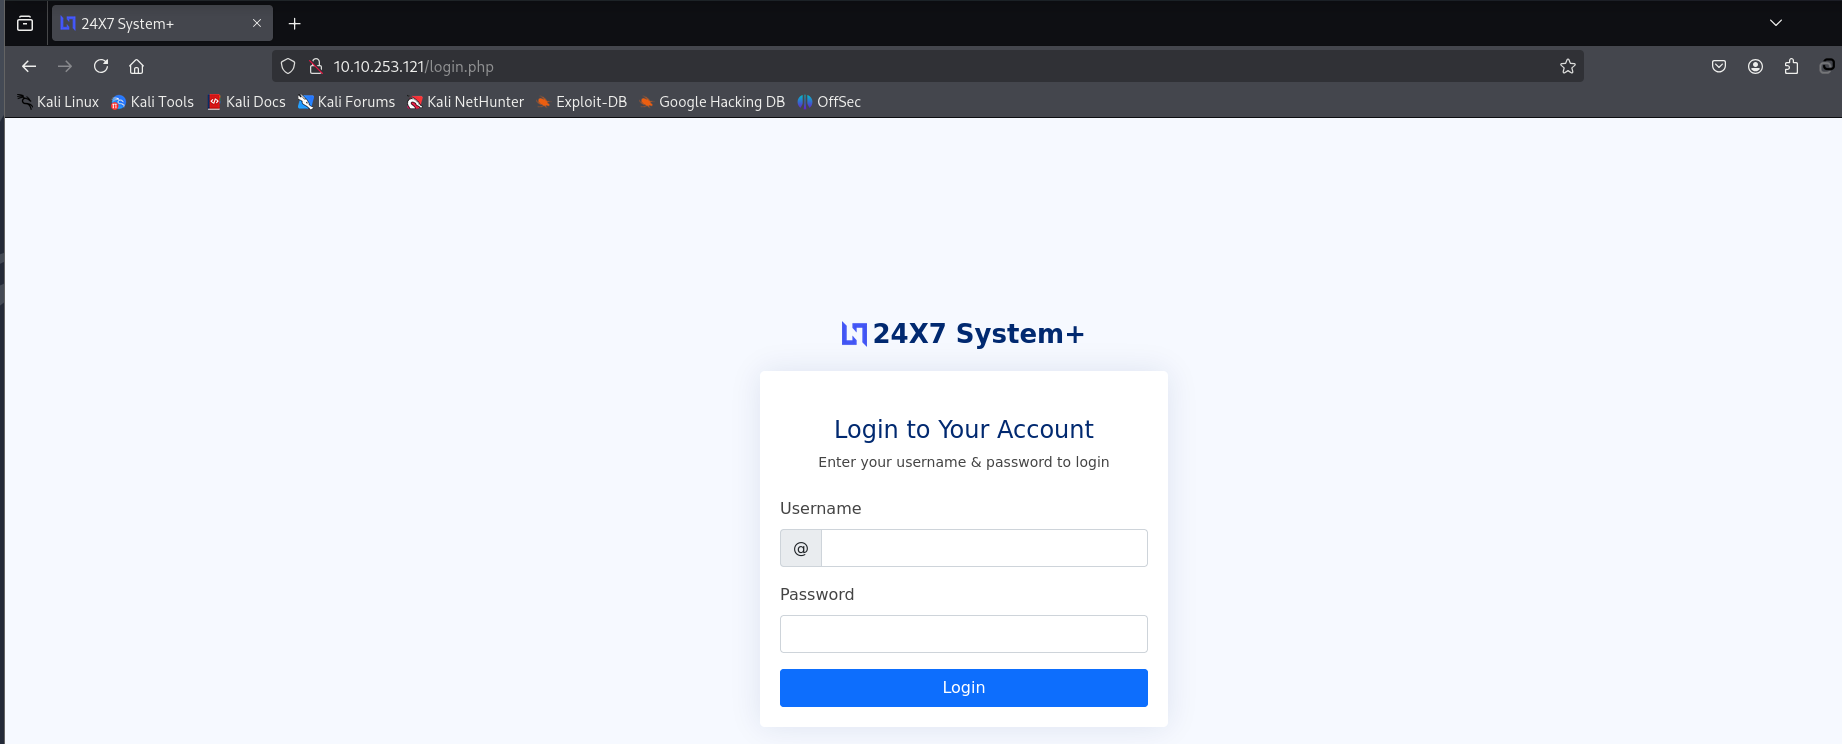 24X7 System+
10.10.253.121/login.php
Kali Linux Kali Tools Kali Docs Kali Forums Kali NetHunter Exploit-DB Google Hacking DB OffSec
24X7 System+
Login to Your Account
Enter your username & password to login
Username
@
Password
Login